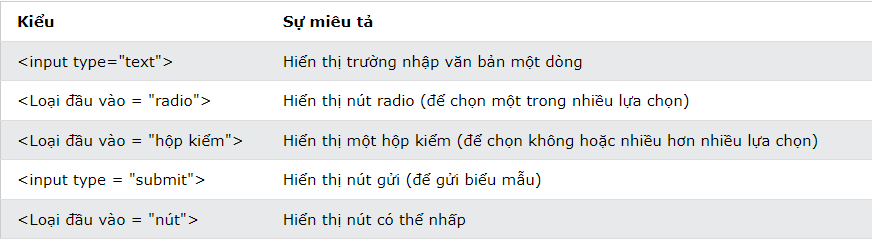 Kiểu Sự miêu tả
<input type="text"> Hiển thị trường nhập văn bản một dòng
<Loại đầu vào = "radio"> Hiển thị nút radio (để chọn một trong nhiều lựa chọn)
<Loại đầu vào = "hộp kiểm"> Hiển thị một hộp kiểm (để chọn không hoặc nhiều hơn nhiều lựa chọn)
<input type = "submit"> Hiển thị nút gửi (để gửi biểu mẫu)
<Loại đầu vào = "nút"> Hiển thị nút có thể nhấp